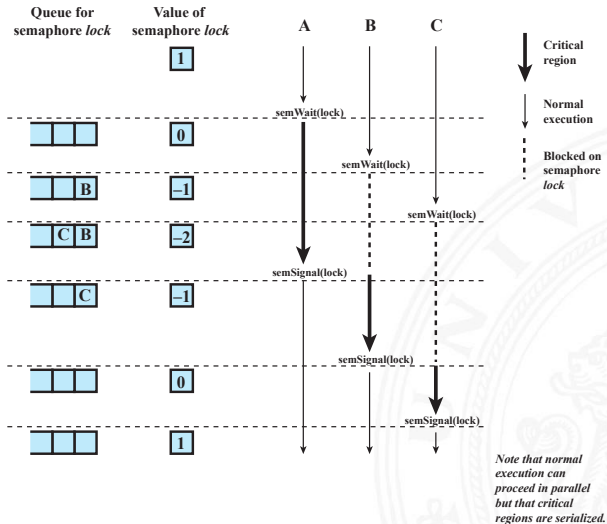 Queue for
semaphore lock
Value of
semaphore lock
A
B
C
1
Critical
region
semWait(lock)
Normal
execution
0
semWait(lock)
Blocked on
semaphore
lock
B
–1
semWait(lock)
C B
–2
semSignal(lock)
C
–1
semSignal(lock)
0
semSignal(lock)
1
Note that normal
execution can
proceed in parallel
but that critical
regions are serialized.
U N I V